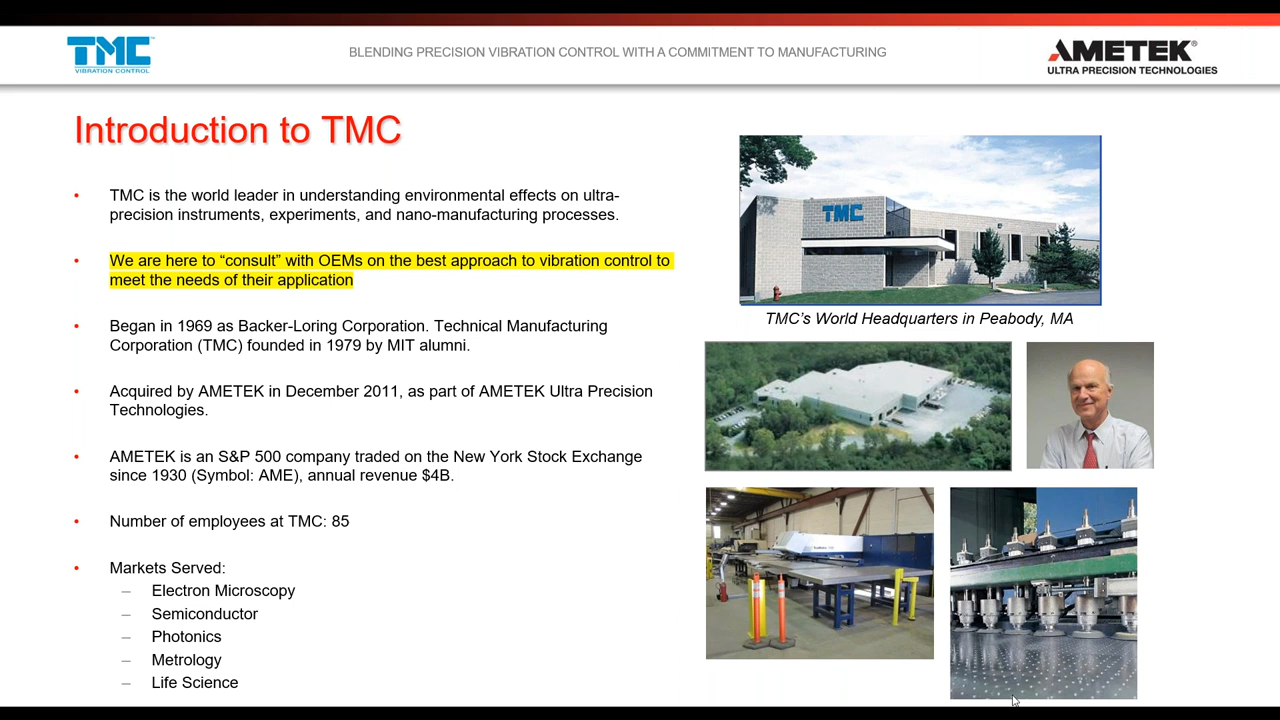 TMC
VIBRATION CONTROL
BLENDING PRECISION VIBRATION CONTROL WITH A COMMITMENT TO MANUFACTURING
AMETEK®
ULTRA PRECISION TECHNOLOGIES
Introduction to TMC
• TMC is the world leader in understanding environmental effects on ultra-
precision instruments, experiments, and nano-manufacturing processes.
• We are here to “consult” with OEMs on the best approach to vibration control to
meet the needs of their application
• Began in 1969 as Backer-Loring Corporation. Technical Manufacturing
Corporation (TMC) founded in 1979 by MIT alumni.
• Acquired by AMETEK in December 2011, as part of AMETEK Ultra Precision
Technologies.
• AMETEK is an S&P 500 company traded on the New York Stock Exchange
since 1930 (Symbol: AME), annual revenue $4B.
• Number of employees at TMC: 85
• Markets Served:
– Electron Microscopy
– Semiconductor
– Photonics
– Metrology
– Life Science
TMC
TMC’s World Headquarters in Peabody, MA